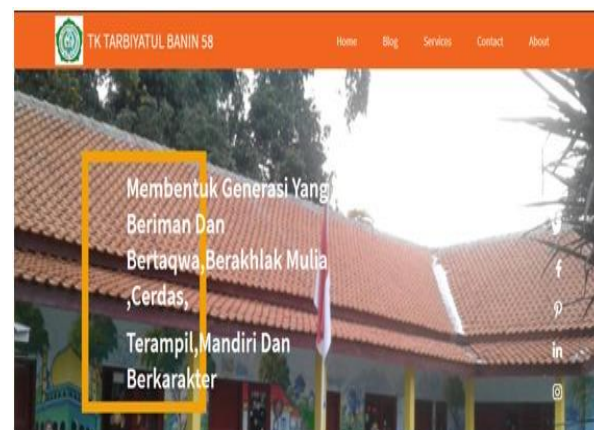 TK TARBIYATUL BANIN 58
Home Blog Services Contact About
Membentuk Generasi Yang
Beriman Dan
Bertaqwa,Berakhlak Mulia
,Cerdas,
Terampil,Mandiri Dan
Berkarakter